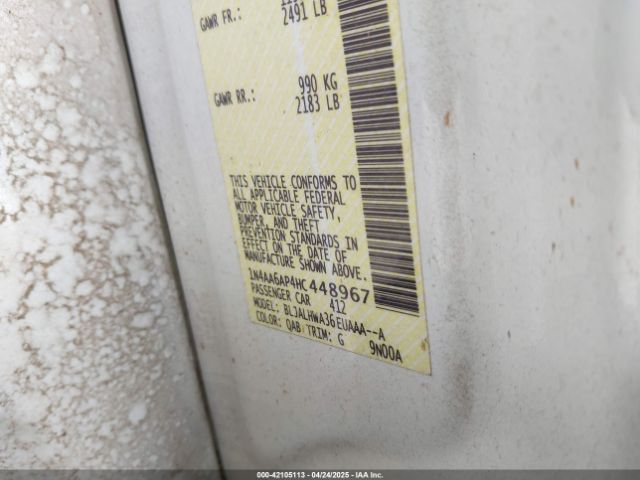 GAWR FR.: 2491 LB
990 KG
GAWR RR.: 2183 LB
THIS VEHICLE CONFORMS TO
ALL APPLICABLE FEDERAL
MOTOR VEHICLE SAFETY,
BUMPER, AND THEFT
PREVENTION STANDARDS IN
EFFECT ON THE DATE OF
MANUFACTURE SHOWN ABOVE.
1N4AA6AP4HC448967
PASSENGER CAR 412
MODEL: BLJALHWA36EUAAA--A
COLOR: QAB TRIM: G 9N00A
000-42105113 - 04/24/2025 - IAA Inc.